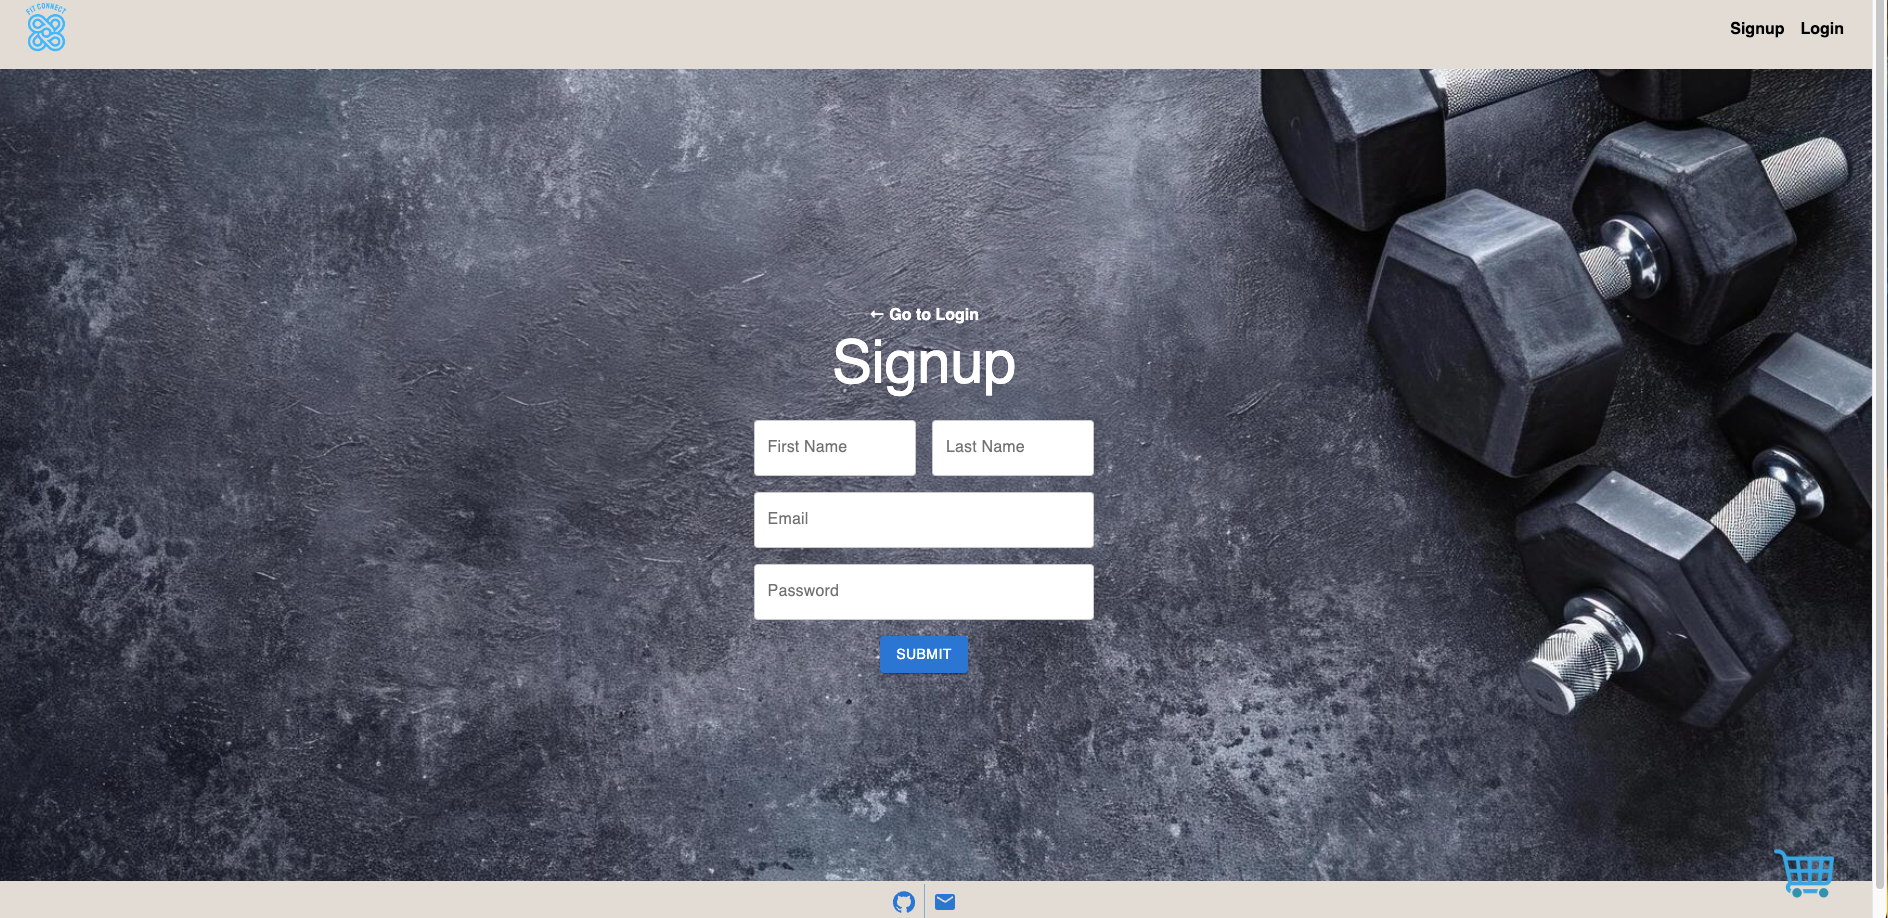 FIT CONNECT
Signup Login
← Go to Login
Signup
First Name Last Name
Email
Password
SUBMIT